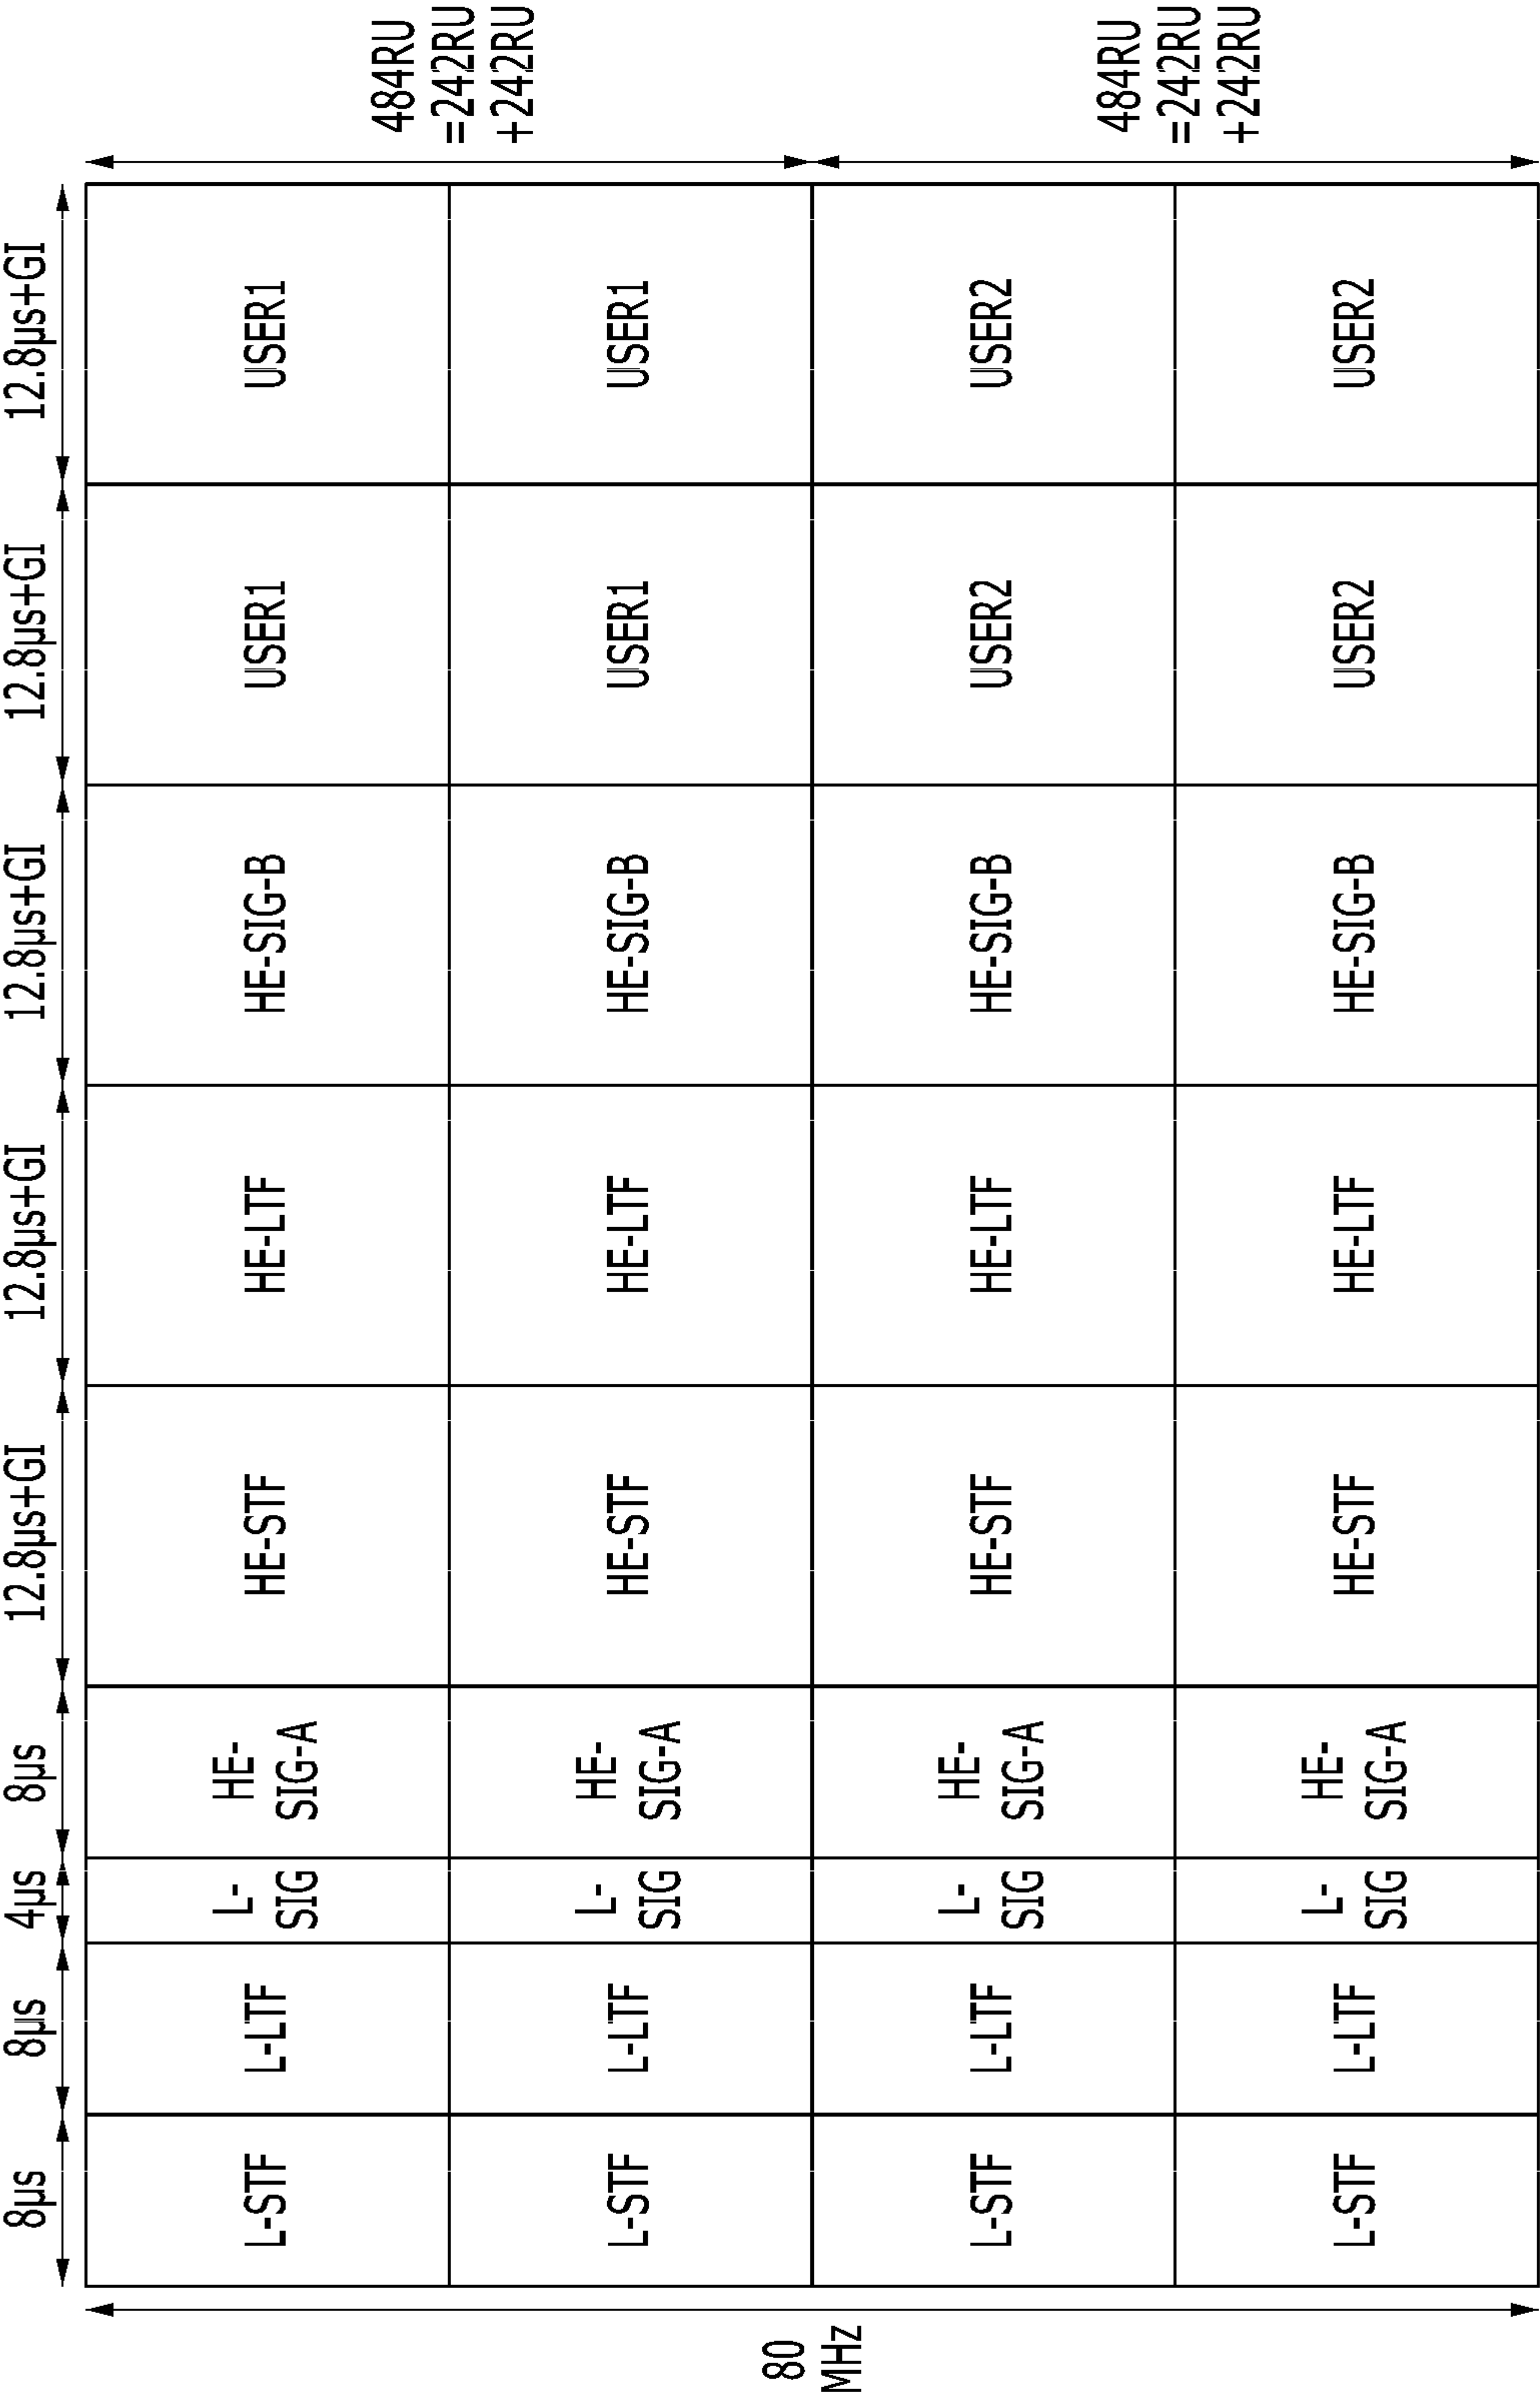 8μs
8μs
4μs
8μs
12.8μs+GI
12.8μs+GI
12.8μs+GI
12.8μs+GI
12.8μs+GI
80
MHz
L-STF
L-LTF
L-
SIG
HE-
SIG-A
HE-STF
HE-LTF
HE-SIG-B
USER1
USER1
L-STF
L-LTF
L-
SIG
HE-
SIG-A
HE-STF
HE-LTF
HE-SIG-B
USER1
USER1
484RU
=242RU
+242RU
L-STF
L-LTF
L-
SIG
HE-
SIG-A
HE-STF
HE-LTF
HE-SIG-B
USER2
USER2
L-STF
L-LTF
L-
SIG
HE-
SIG-A
HE-STF
HE-LTF
HE-SIG-B
USER2
USER2
484RU
=242RU
+242RU